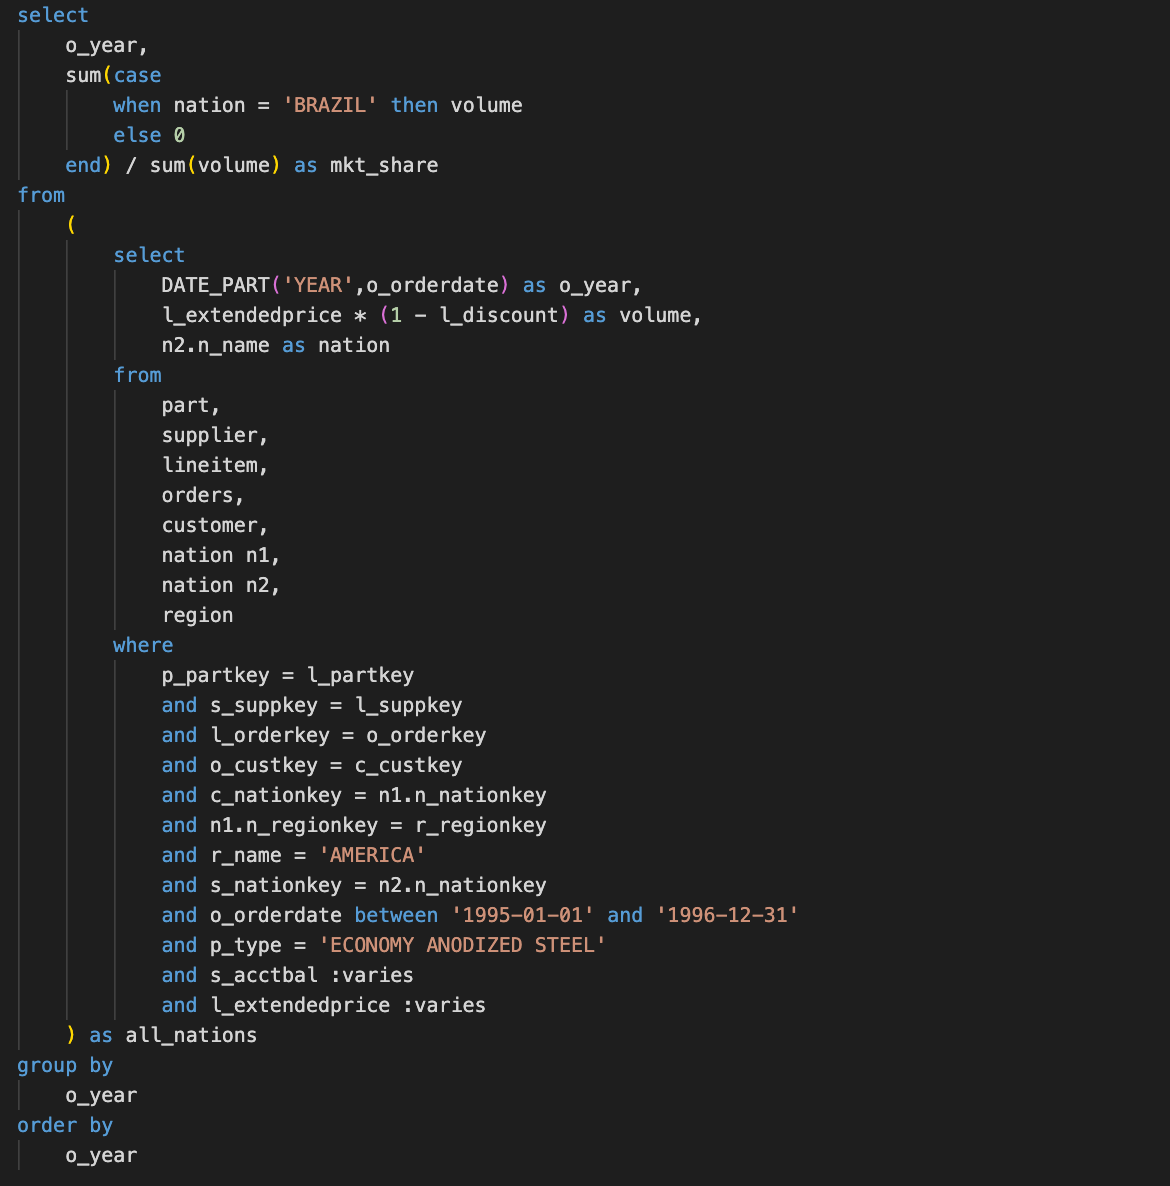 select
    o_year,
    sum(case
        when nation = 'BRAZIL' then volume
        else 0
    end) / sum(volume) as mkt_share
from
    (
        select
            DATE_PART('YEAR',o_orderdate) as o_year,
            l_extendedprice * (1 - l_discount) as volume,
            n2.n_name as nation
        from
            part,
            supplier,
            lineitem,
            orders,
            customer,
            nation n1,
            nation n2,
            region
        where
            p_partkey = l_partkey
            and s_suppkey = l_suppkey
            and l_orderkey = o_orderkey
            and o_custkey = c_custkey
            and c_nationkey = n1.n_nationkey
            and n1.n_regionkey = r_regionkey
            and r_name = 'AMERICA'
            and s_nationkey = n2.n_nationkey
            and o_orderdate between '1995-01-01' and '1996-12-31'
            and p_type = 'ECONOMY ANODIZED STEEL'
            and s_acctbal :varies
            and l_extendedprice :varies
    ) as all_nations
group by
    o_year
order by
    o_year